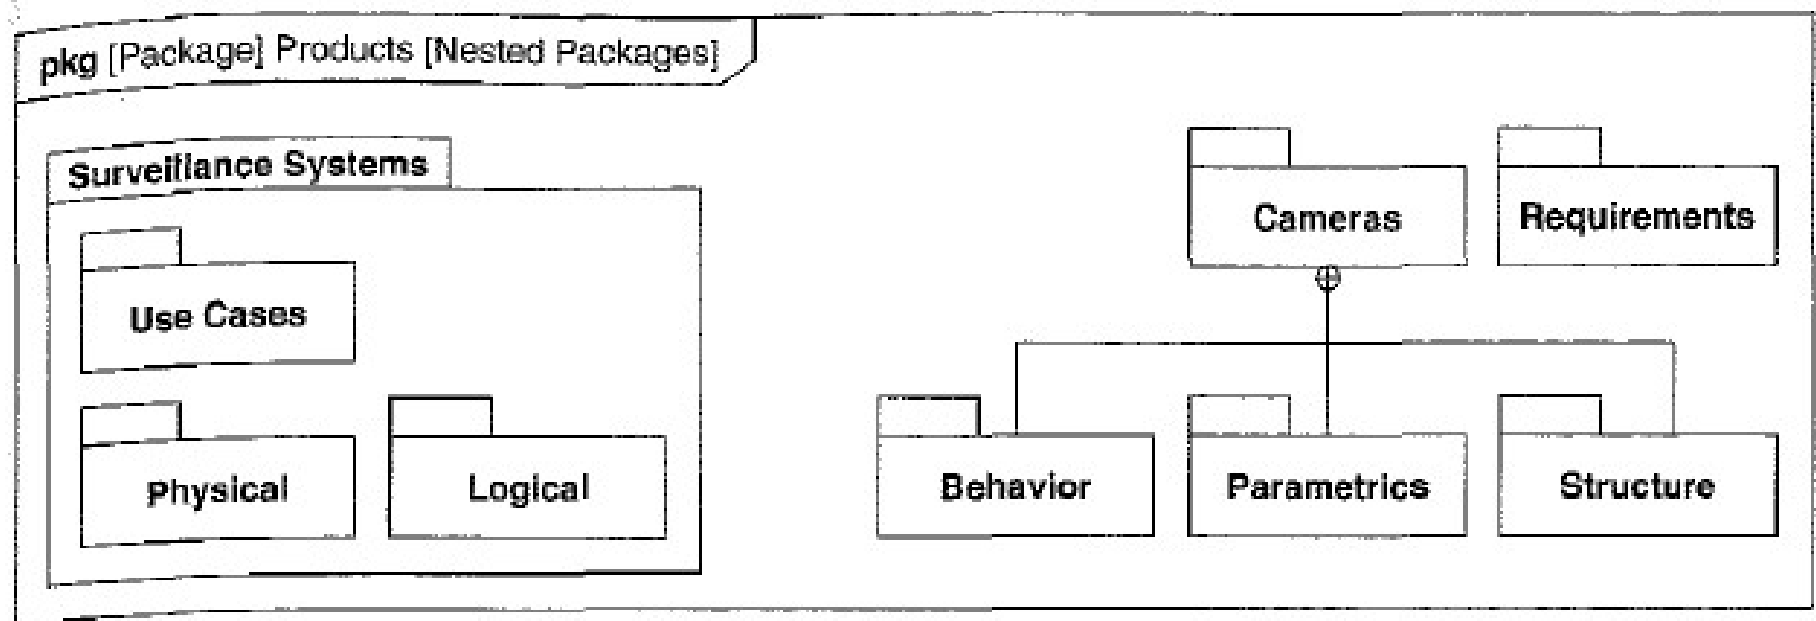 pkg [Package] Products [Nested Packages]
Surveillance Systems
Cameras
Requirements
Use Cases
Physical
Logical
Behavior
Parametrics
Structure